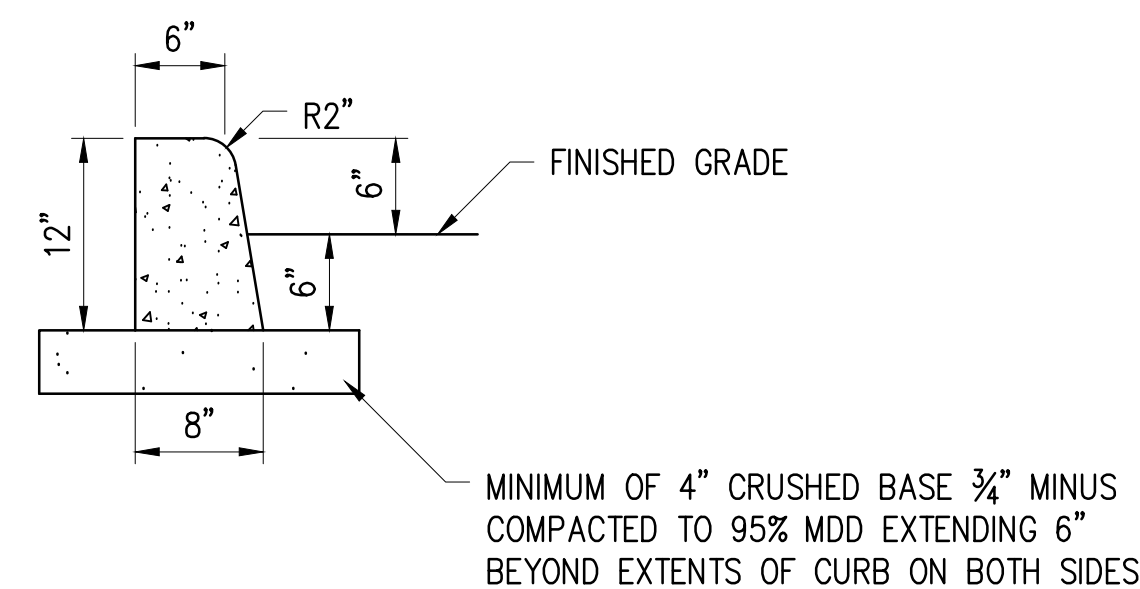 6”
R2”
FINISHED GRADE
6”
12”
6”
8”
MINIMUM OF 4” CRUSHED BASE ¾” MINUS
COMPACTED TO 95% MDD EXTENDING 6”
BEYOND EXTENTS OF CURB ON BOTH SIDES